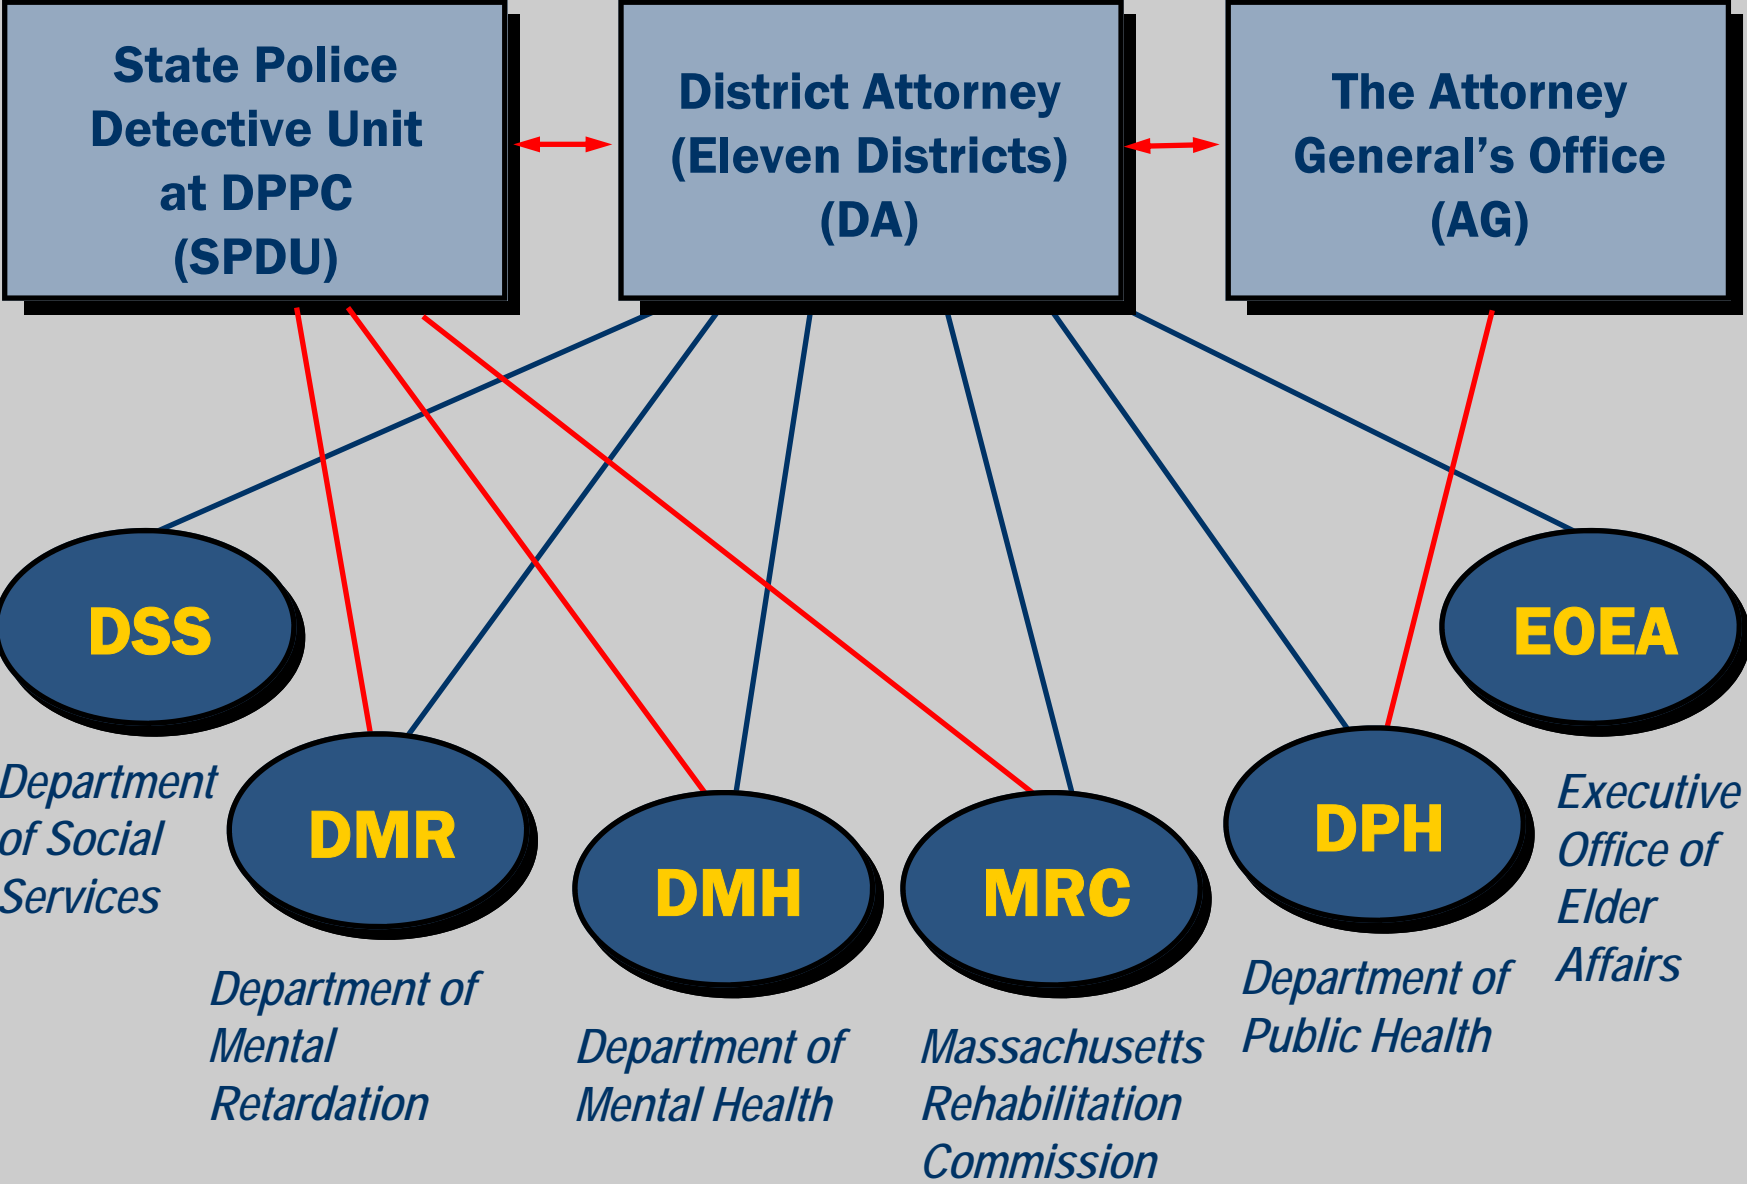 State Police
Detective Unit
at DPPC
(SPDU)
District Attorney
(Eleven Districts)
(DA)
The Attorney
General's Office
(AG)
DSS
Department
of Social
Services
DMR
Department of
Mental
Retardation
DMH
Department of
Mental Health
MRC
Massachusetts
Rehabilitation
Commission
DPH
Department of
Public Health
EOEA
Executive
Office of
Elder
Affairs